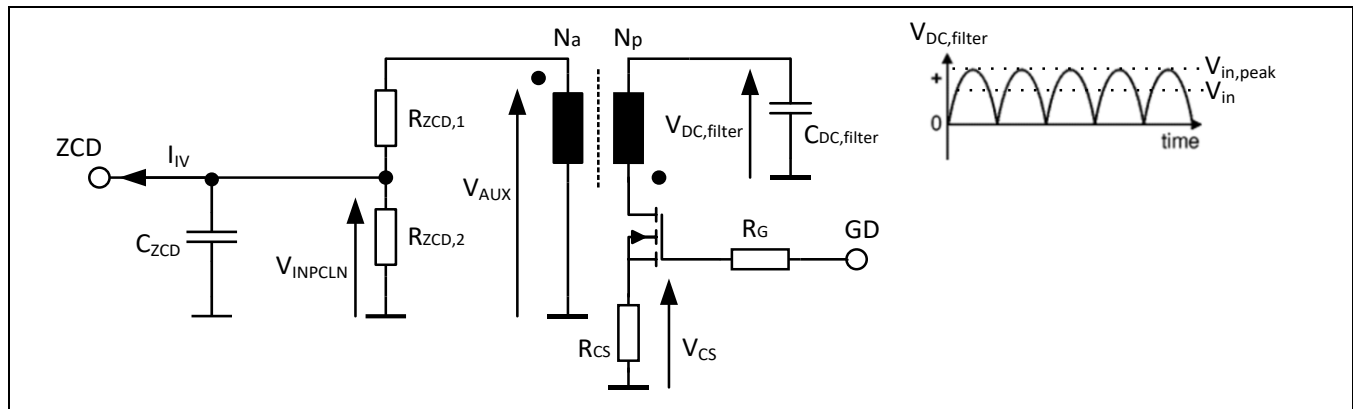 Na
Np
VDC,filter
Vin,peak
Vin
+
0
time
RZCD,1
ZCD
IIV
VAUX
VDC,filter
CDC,filter
CZCD
VINPCLN
RZCD,2
RG
GD
RCS
VCS